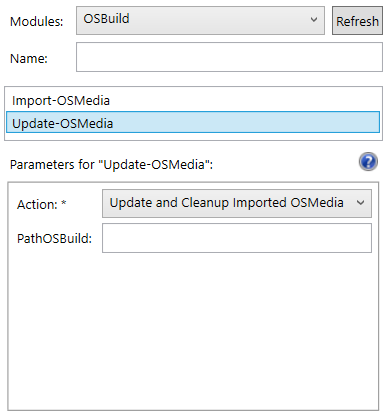 Modules: OSBuild Refresh
Name:
Import-OSMedia
Update-OSMedia
Parameters for "Update-OSMedia": ?
Action: * Update and Cleanup Imported OSMedia
PathOSBuild: